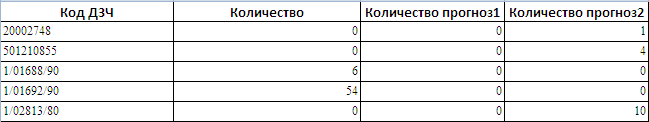 Код ДЗЧ Количество Количество прогноз1 Количество прогноз2
20002748 0 0 1
501210855 0 0 4
1/01688/90 6 0 0
1/01692/90 54 0 0
1/02813/80 0 0 10